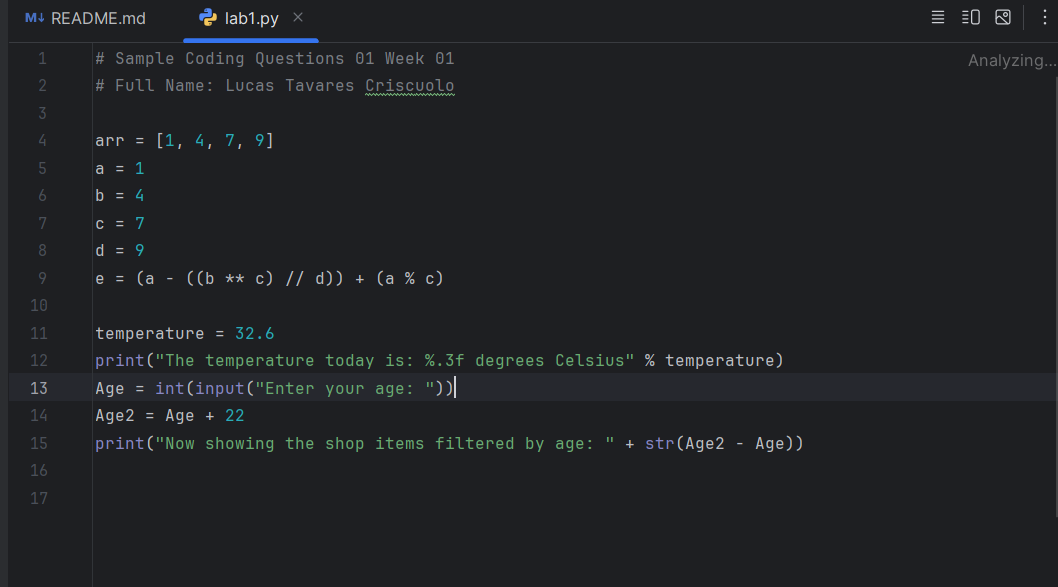 M↓ README.md lab1.py ×
Analyzing...
1 # Sample Coding Questions 01 Week 01
2 # Full Name: Lucas Tavares Criscuolo
3
4 arr = [1, 4, 7, 9]
5 a = 1
6 b = 4
7 c = 7
8 d = 9
9 e = (a - ((b ** c) // d)) + (a % c)
10
11 temperature = 32.6
12 print("The temperature today is: %.3f degrees Celsius" % temperature)
13 Age = int(input("Enter your age: "))
14 Age2 = Age + 22
15 print("Now showing the shop items filtered by age: " + str(Age2 - Age))
16
17